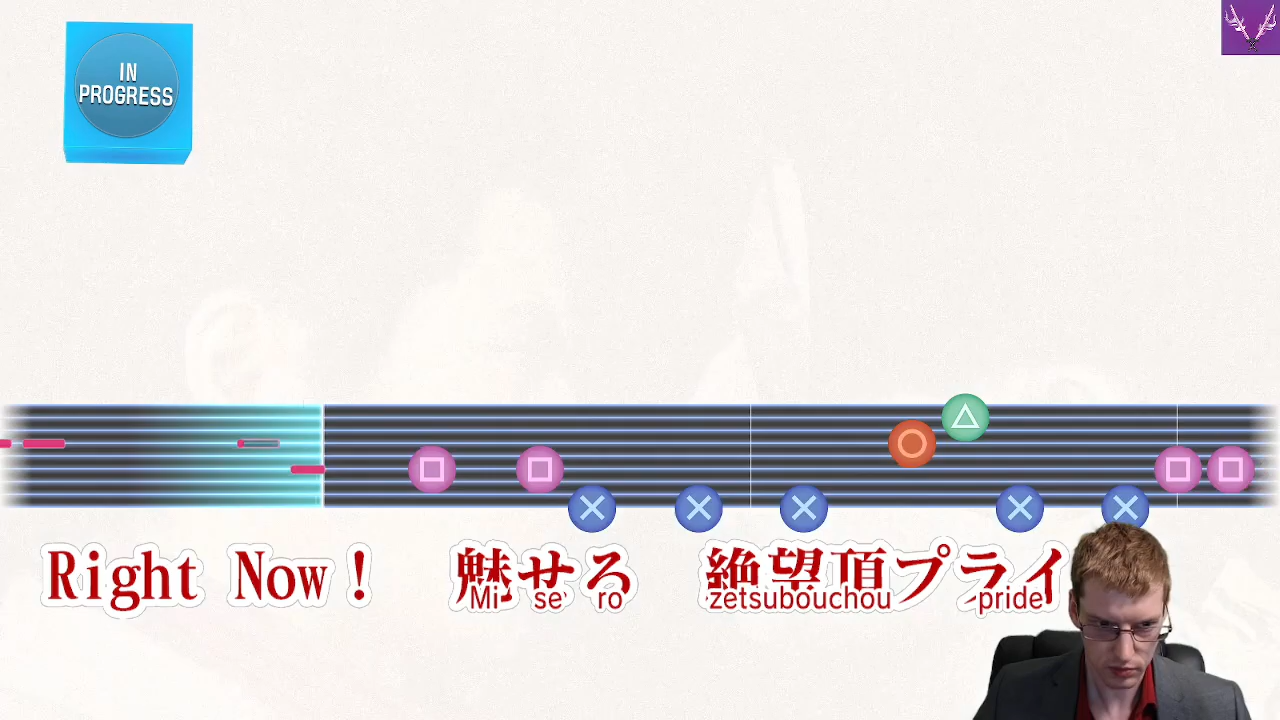 IN
PROGRESS
Right Now! 魅せろ 絶望頂プライ
Mi se ro zetsubouchou pride